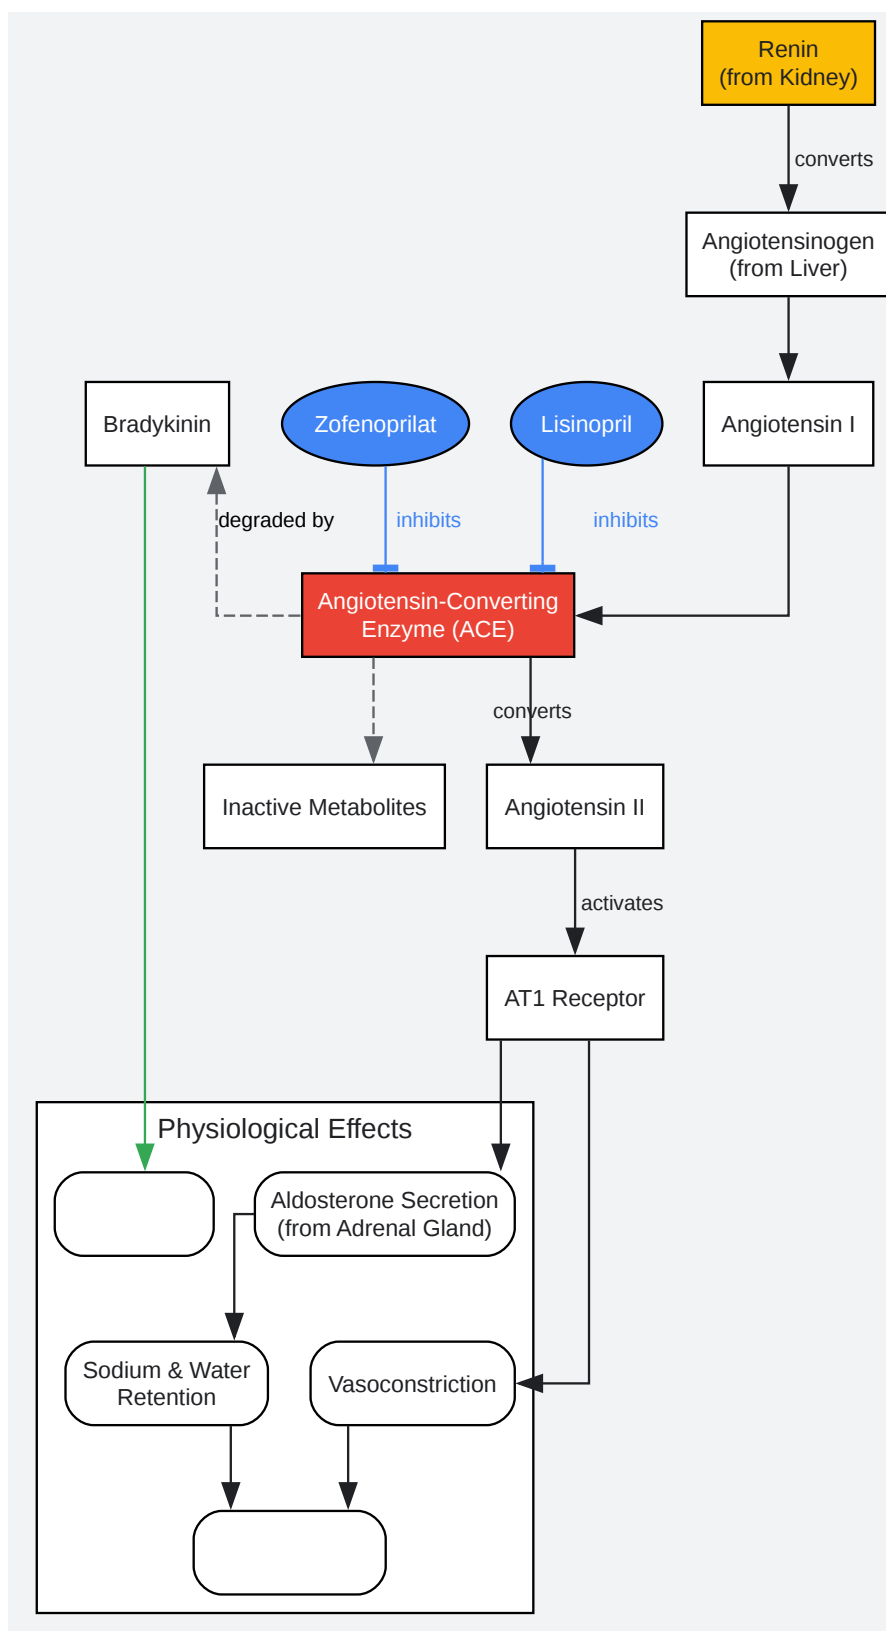 Renin
(from Kidney)
converts
Angiotensinogen
(from Liver)
Bradykinin
Zofenoprilat
Lisinopril
Angiotensin I
degraded by
inhibits
inhibits
Angiotensin-Converting
Enzyme (ACE)
converts
Inactive Metabolites
Angiotensin II
activates
AT1 Receptor
Physiological Effects
Aldosterone Secretion
(from Adrenal Gland)
Sodium & Water
Retention
Vasoconstriction